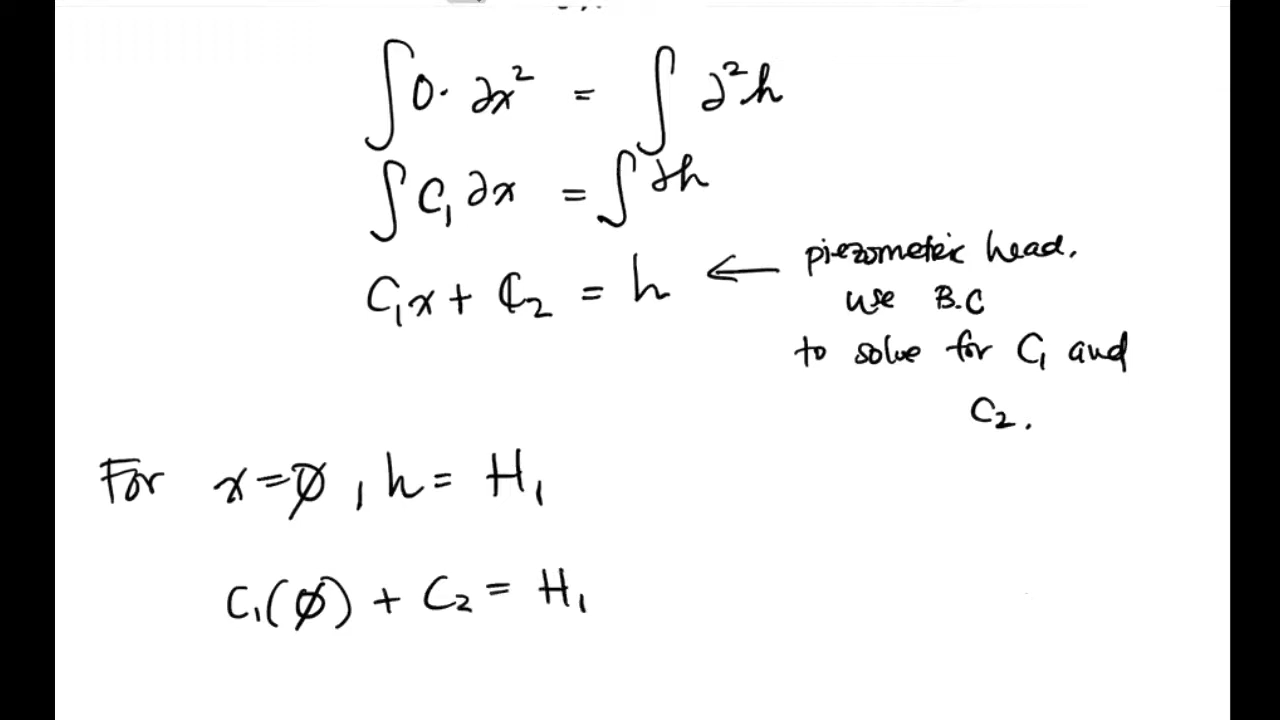 ∫0·∂x² = ∫∂²h
∫C₁∂x = ∫∂h
C₁x + C₂ = h ← piezometric head.
use B.C
to solve for C₁ and
C₂.
For x=∅, h= H₁
C₁(∅) + C₂ = H₁